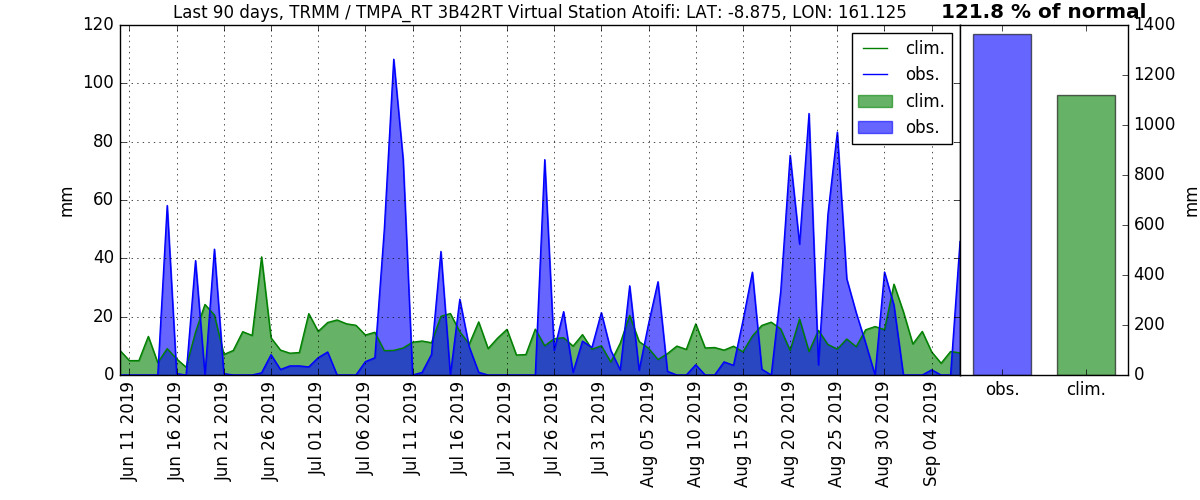 Last 90 days, TRMM / TMPA_RT 3B42RT Virtual Station Atoifi: LAT: -8.875, LON: 161.125
121.8 % of normal
120
100
80
60
40
20
0
mm
clim.
obs.
clim.
obs.
1400
1200
1000
800
600
400
200
0
mm
Jun 11 2019
Jun 16 2019
Jun 21 2019
Jun 26 2019
Jul 01 2019
Jul 06 2019
Jul 11 2019
Jul 16 2019
Jul 21 2019
Jul 26 2019
Jul 31 2019
Aug 05 2019
Aug 10 2019
Aug 15 2019
Aug 20 2019
Aug 25 2019
Aug 30 2019
Sep 04 2019
obs.
clim.